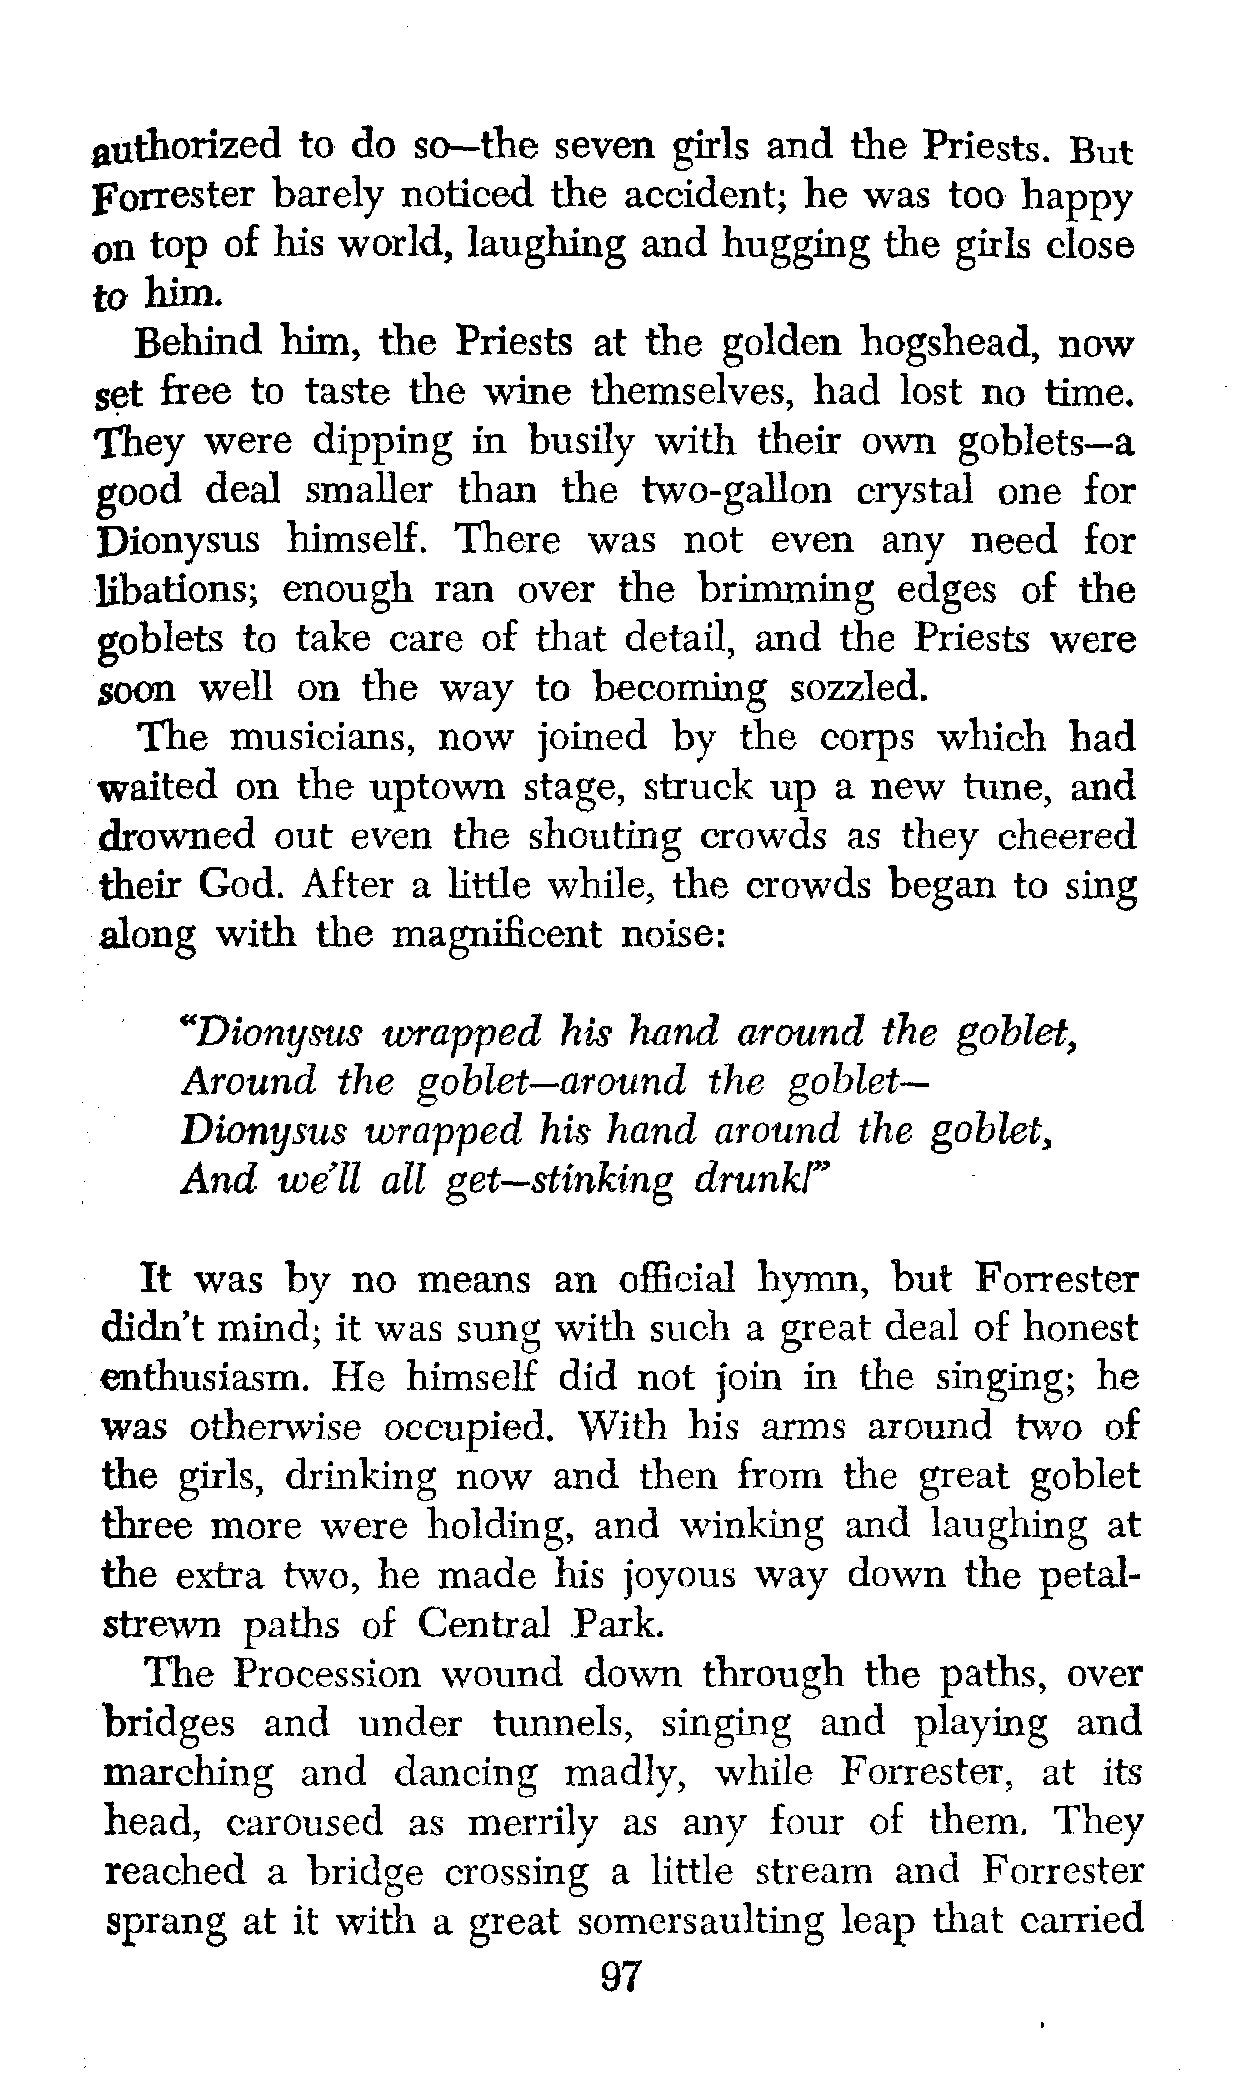 authorized to do so—the seven girls and the Priests. But
Forrester barely noticed the accident; he was too happy
on top of his world, laughing and hugging the girls close
to him.
Behind him, the Priests at the golden hogshead, now
set free to taste the wine themselves, had lost no time.
They were dipping in busily with their own goblets—a
good deal smaller than the two-gallon crystal one for
Dionysus himself. There was not even any need for
libations; enough ran over the brimming edges of the
goblets to take care of that detail, and the Priests were
soon well on the way to becoming sozzled.
The musicians, now joined by the corps which had
waited on the uptown stage, struck up a new tune, and
drowned out even the shouting crowds as they cheered
their God. After a little while, the crowds began to sing
along with the magnificent noise:
“Dionysus wrapped his hand around the goblet,
Around the goblet—around the goblet—
Dionysus wrapped his hand around the goblet,
And we’ll all get—stinking drunk!”
It was by no means an official hymn, but Forrester
didn’t mind; it was sung with such a great deal of honest
enthusiasm. He himself did not join in the singing; he
was otherwise occupied. With his arms around two of
the girls, drinking now and then from the great goblet
three more were holding, and winking and laughing at
the extra two, he made his joyous way down the petal-
strewn paths of Central Park.
The Procession wound down through the paths, over
bridges and under tunnels, singing and playing and
marching and dancing madly, while Forrester, at its
head, caroused as merrily as any four of them. They
reached a bridge crossing a little stream and Forrester
sprang at it with a great somersaulting leap that carried
97